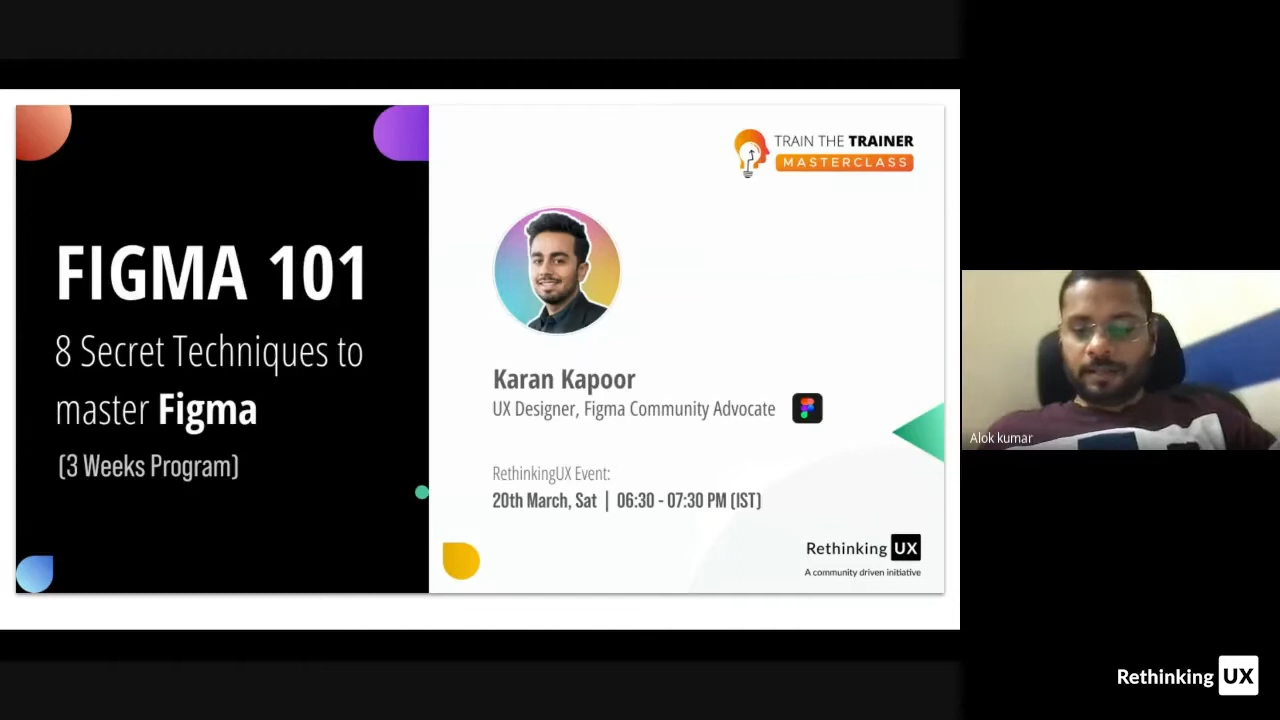 FIGMA 101
8 Secret Techniques to
master Figma
(3 Weeks Program)
TRAIN THE TRAINER
MASTERCLASS
Karan Kapoor
UX Designer, Figma Community Advocate
RethinkingUX Event:
20th March, Sat | 06:30 - 07:30 PM (IST)
Rethinking UX
A community driven initiative
Alok kumar
Rethinking UX